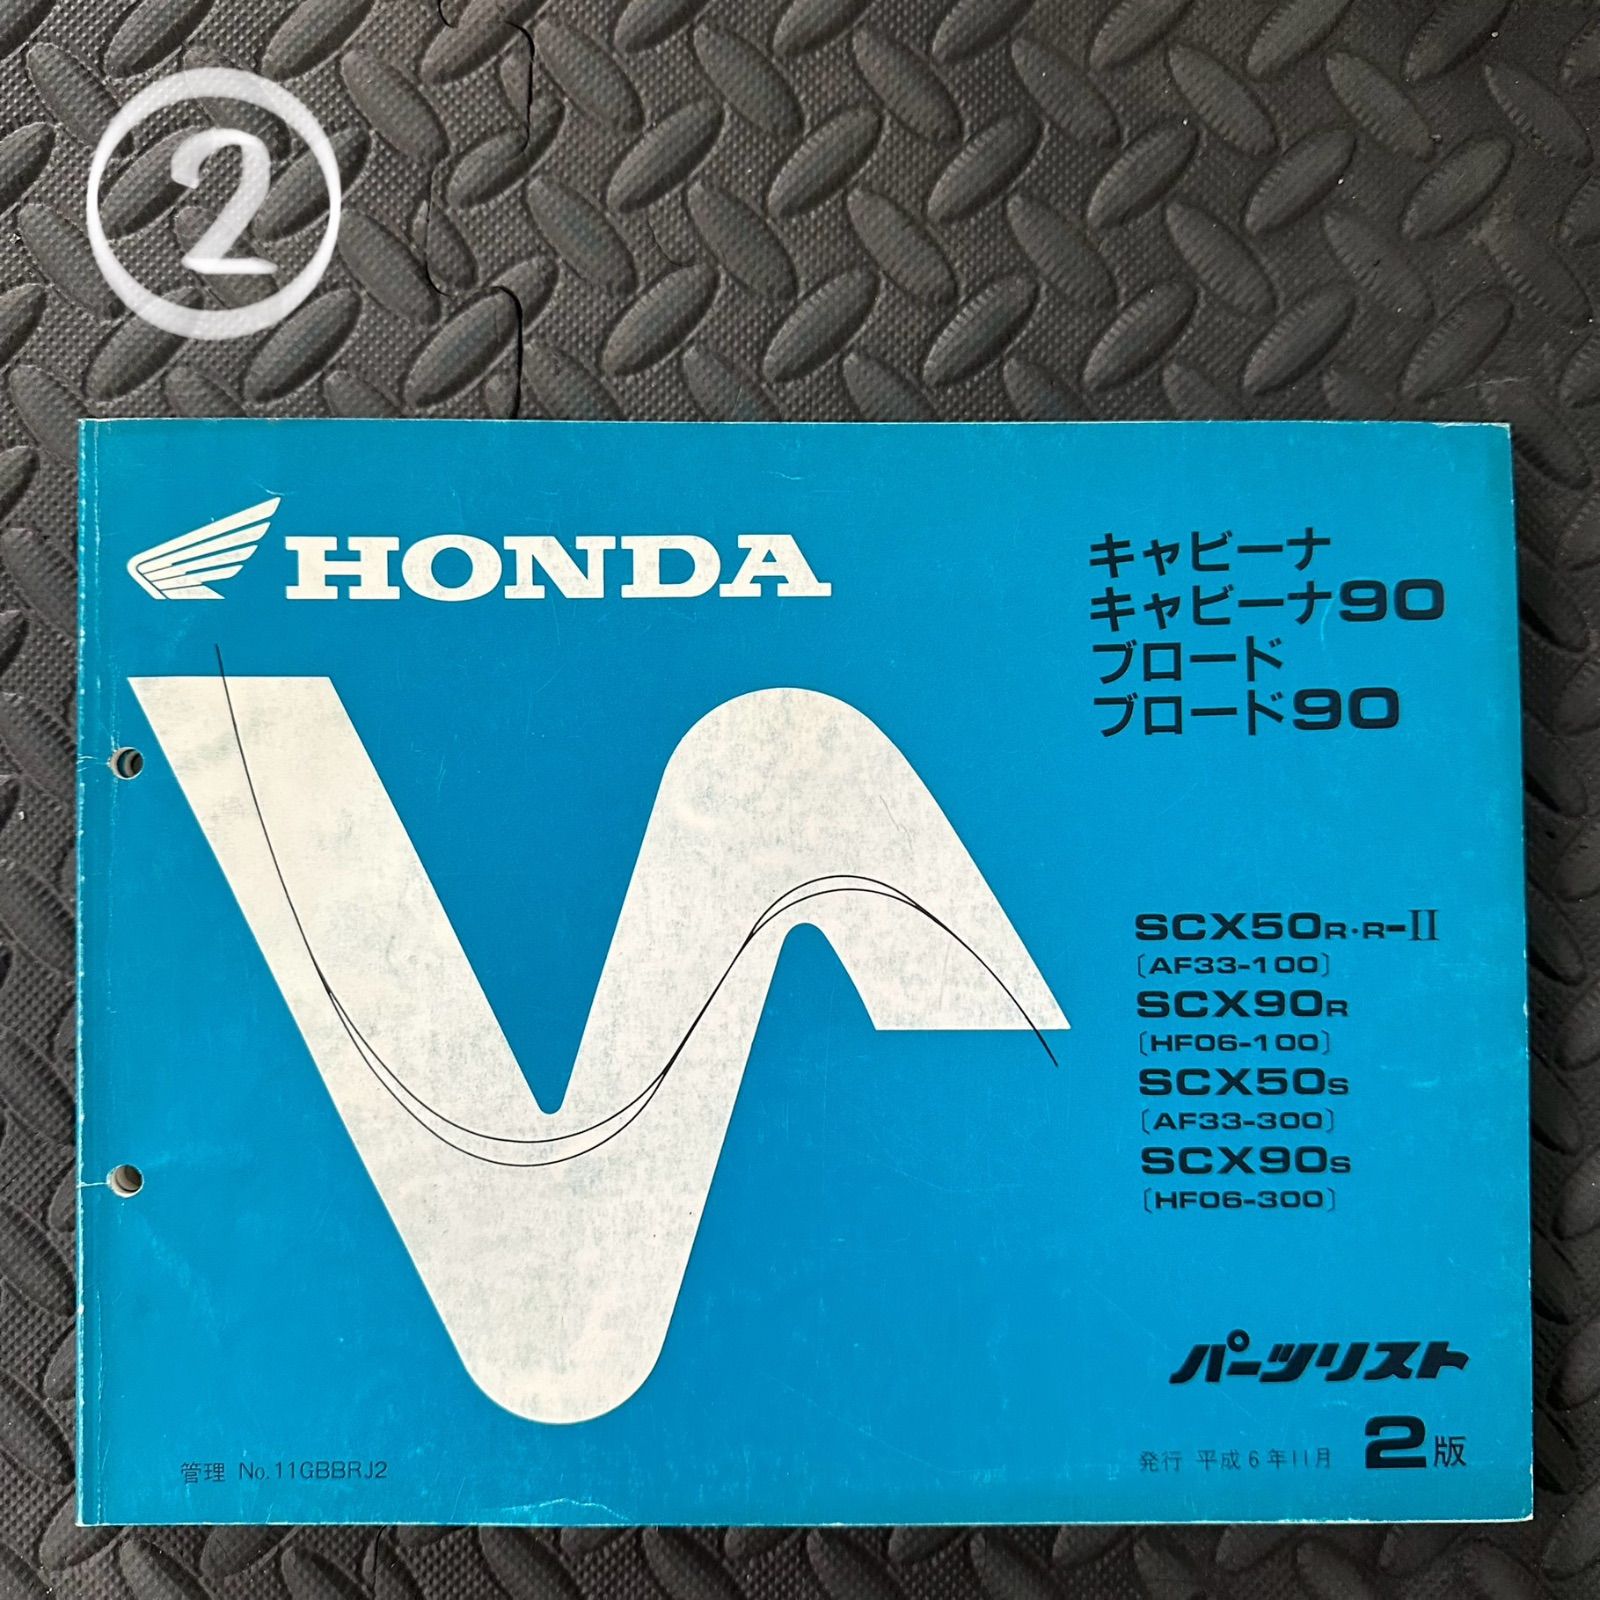 ②
HONDA
キャビーナ
キャビーナ90
ブロード
ブロード90
SCX50R・R-II
〔AF33-100〕
SCX90R
〔HF06-100〕
SCX50S
〔AF33-300〕
SCX90S
〔HF06-300〕
パーツリスト
管理 No.11GBBRJ2
発行 平成6年11月 2版